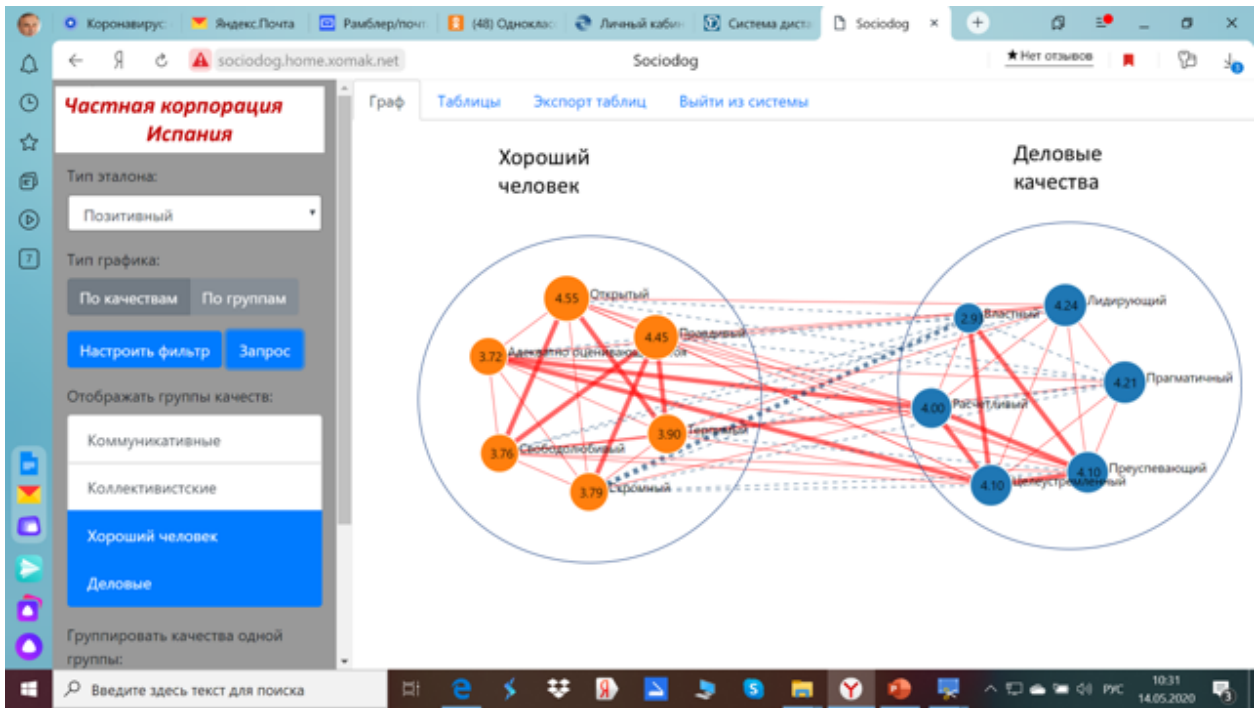 Коронавирус:
Яндекс.Почта
Рамблер/почт
(48) Однокласс
Личный кабин
Система диста
Sociodog
sociodog.home.xomak.net
Sociodog
Нет отзывов
Частная корпорация
Испания
Граф
Таблицы
Экспорт таблиц
Выйти из системы
Тип эталона:
Позитивный
Тип графика:
По качествам
По группам
Настроить фильтр
Запрос
Отображать группы качеств:
Коммуникативные
Коллективистские
Хороший человек
Деловые
Группировать качества одной
группы:
Хороший
человек
Деловые
качества
4.55 Открытый
4.45 Правдивый
3.72
3.90 Терпимый
3.76 Свободолюбивый
3.79 Скромный
4.24 Лидирующий
2.9 Властный
4.21 Прагматичный
4.00 Расчетливый
4.10 Преуспевающий
4.10 Целеустремленный
7
Введите здесь текст для поиска
РУС
10:31
14.05.2020
3